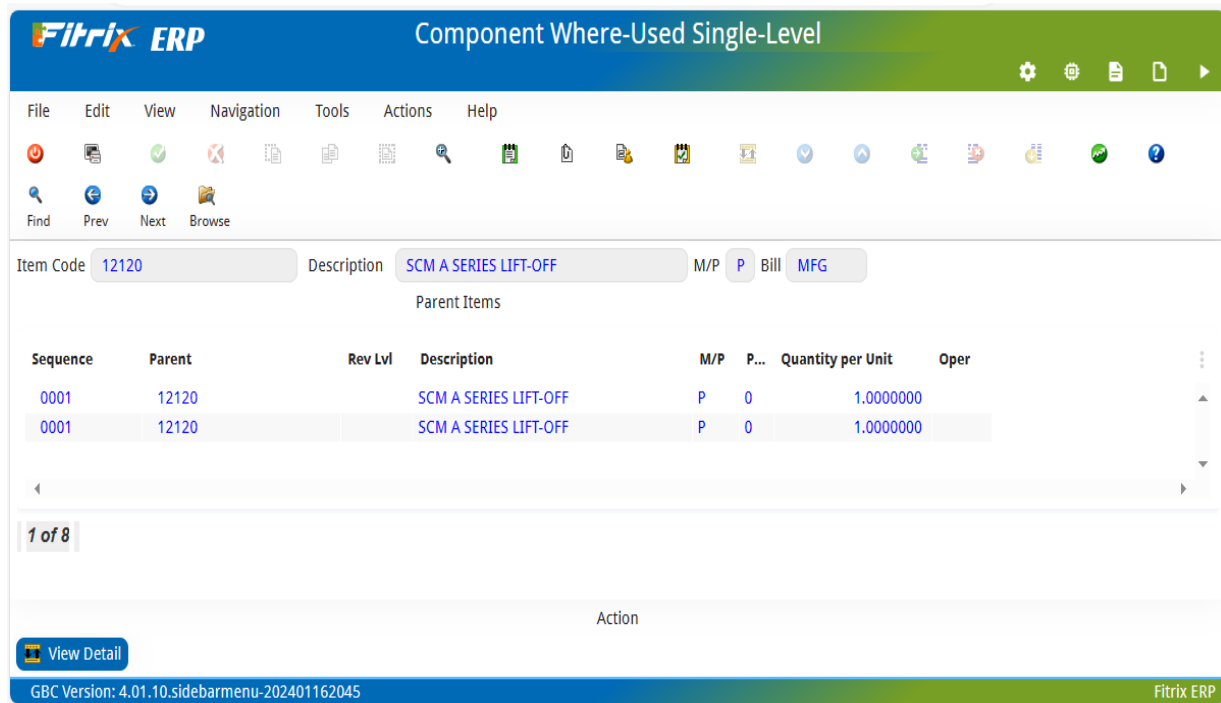 Fitrix ERP
Component Where-Used Single-Level
File Edit View Navigation Tools Actions Help
Find Prev Next Browse
Item Code 12120 Description SCM A SERIES LIFT-OFF M/P P Bill MFG
Parent Items
Sequence Parent Rev Lvl Description M/P P... Quantity per Unit Oper
0001 12120 SCM A SERIES LIFT-OFF P 0 1.0000000
0001 12120 SCM A SERIES LIFT-OFF P 0 1.0000000
1 of 8
Action
View Detail
GBC Version: 4.01.10.sidebarmenu-202401162045 Fitrix ERP